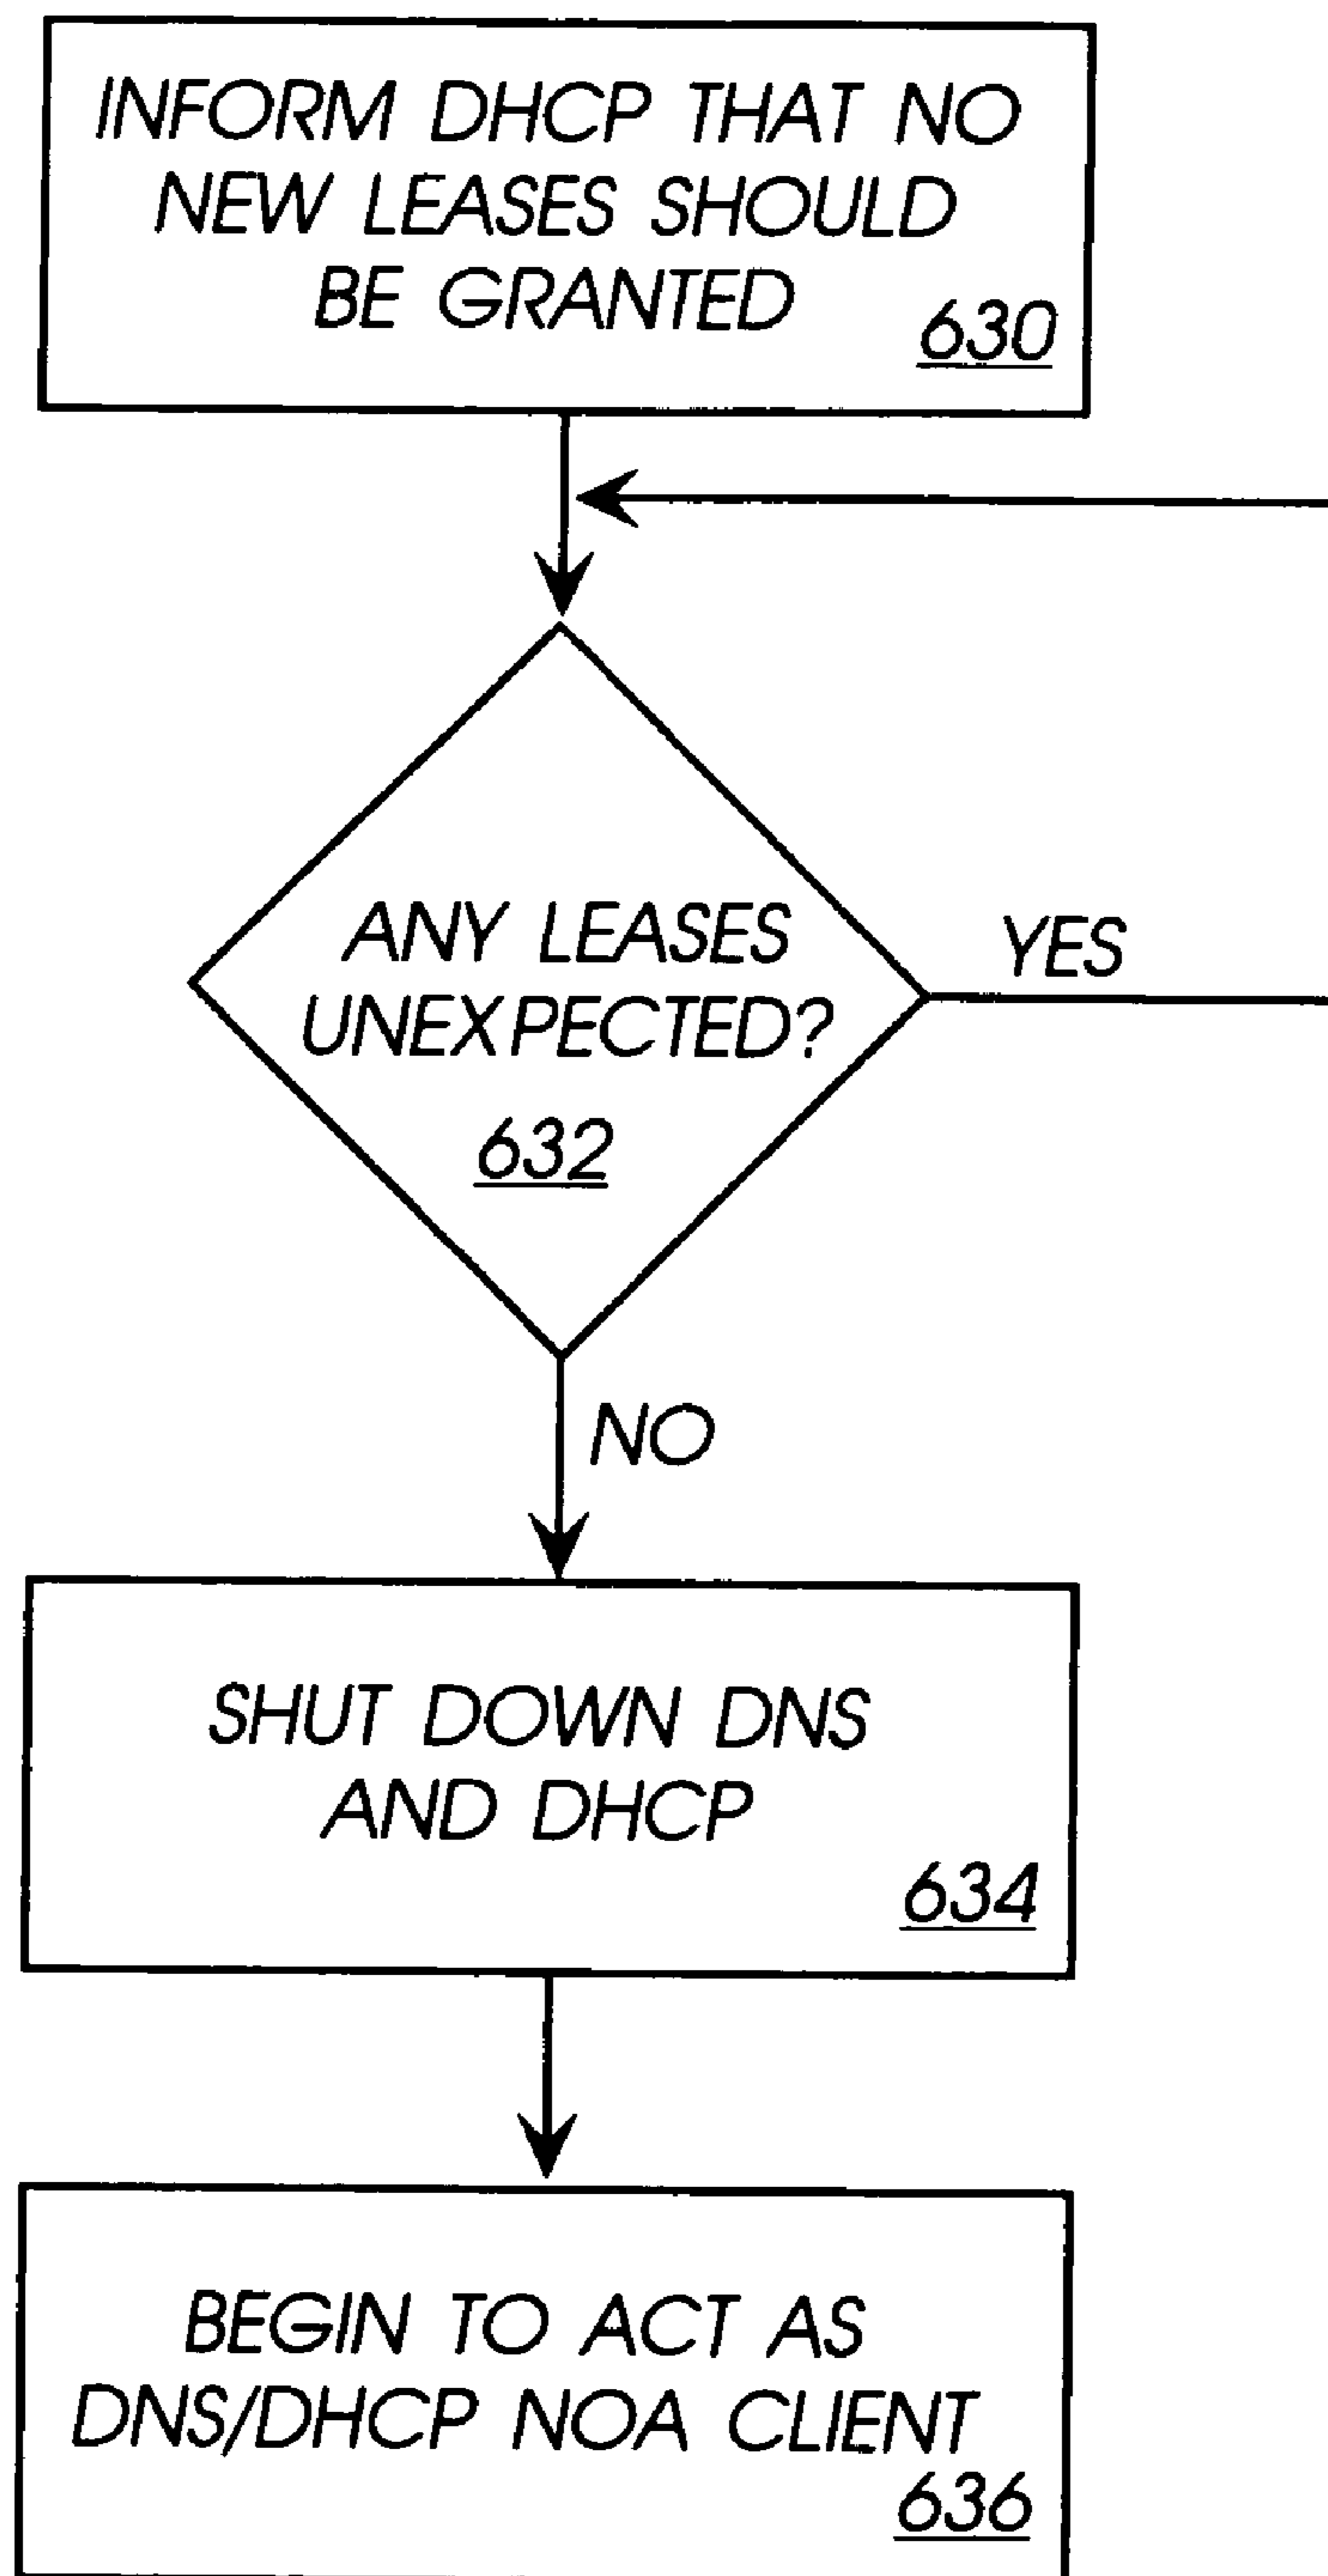 INFORM DHCP THAT NO
NEW LEASES SHOULD
BE GRANTED
630
ANY LEASES
UNEXPECTED?
632
YES
NO
SHUT DOWN DNS
AND DHCP
634
BEGIN TO ACT AS
DNS/DHCP NOA CLIENT
636